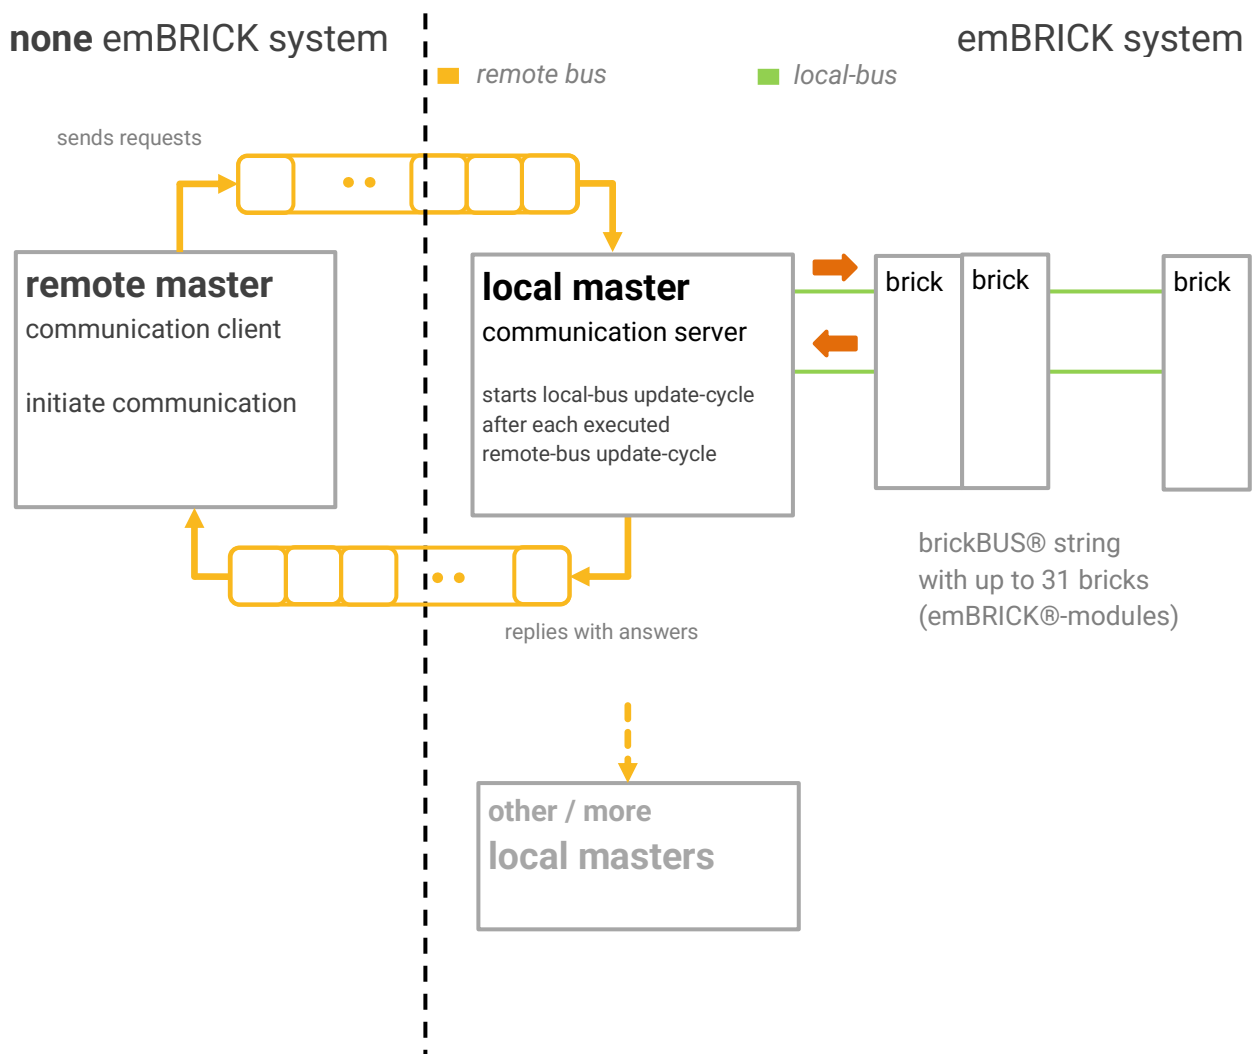 none emBRICK system
emBRICK system
remote bus
local-bus
sends requests
remote master
communication client
initiate communication
local master
communication server
starts local-bus update-cycle
after each executed
remote-bus update-cycle
brick
brick
brick
brickBUS® string
with up to 31 bricks
(emBRICK®-modules)
replies with answers
other / more
local masters